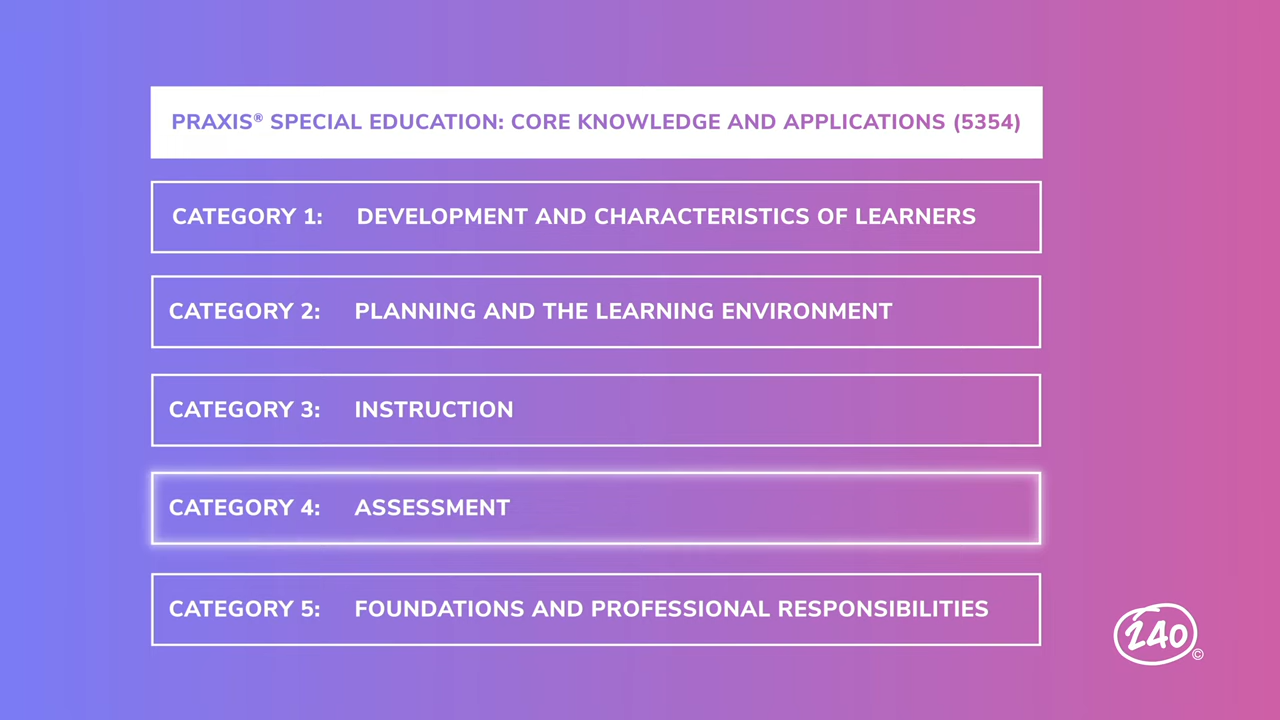 PRAXIS® SPECIAL EDUCATION: CORE KNOWLEDGE AND APPLICATIONS (5354)
CATEGORY 1: DEVELOPMENT AND CHARACTERISTICS OF LEARNERS
CATEGORY 2: PLANNING AND THE LEARNING ENVIRONMENT
CATEGORY 3: INSTRUCTION
CATEGORY 4: ASSESSMENT
CATEGORY 5: FOUNDATIONS AND PROFESSIONAL RESPONSIBILITIES
240 ©